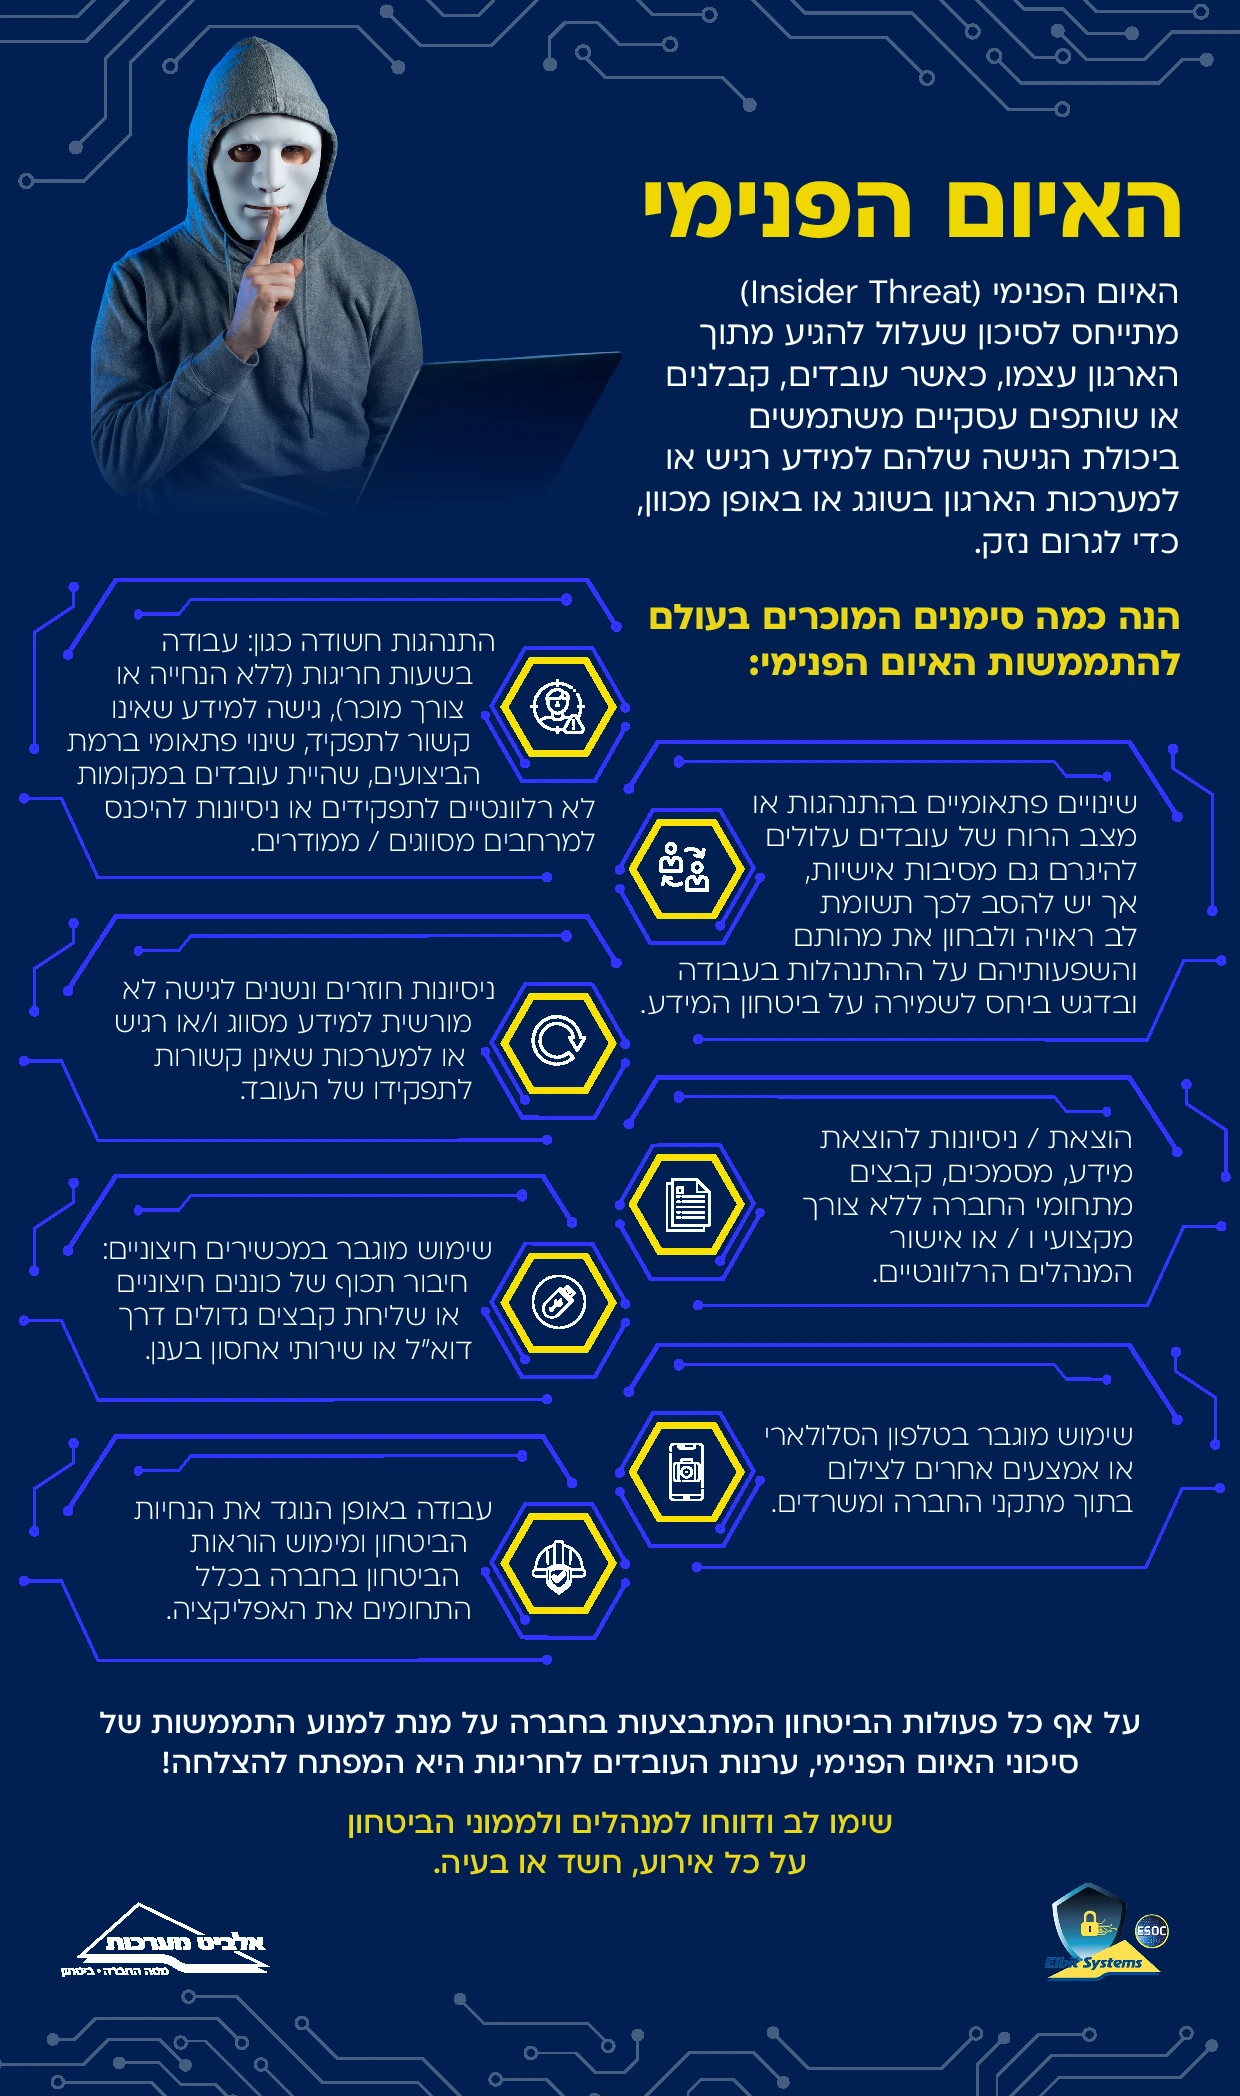 האיום הפנימי
האיום הפנימי (Insider Threat)
מתייחס לסיכון שעלול להגיע מתוך
הארגון עצמו, כאשר עובדים, קבלנים
או שותפים עסקיים משתמשים
ביכולת הגישה שלהם למידע רגיש או
למערכות הארגון בשוגג או באופן מכוון,
כדי לגרום נזק.
הנה כמה סימנים המוכרים בעולם
להתממשות האיום הפנימי:
התנהגות חשודה כגון: עבודה
בשעות חריגות (ללא הנחייה או
צורך מוכר), גישה למידע שאינו
קשור לתפקיד, שינוי פתאומי ברמת
הביצועים, שהיית עובדים במקומות
לא רלוונטיים לתפקידים או ניסיונות להיכנס
למרחבים מסווגים / ממודרים.
שינויים פתאומיים בהתנהגות או
מצב הרוח של עובדים עלולים
להיגרם גם מסיבות אישיות,
אך יש להסב לכך תשומת
לב ראויה ולבחון את מהותם
והשפעותיהם על ההתנהלות בעבודה
ובדגש ביחס לשמירה על ביטחון המידע.
ניסיונות חוזרים ונשנים לגישה לא
מורשית למידע מסווג ו/או רגיש
או למערכות שאינן קשורות
לתפקידו של העובד.
הוצאת / ניסיונות להוצאת
מידע, מסמכים, קבצים
מתחומי החברה ללא צורך
מקצועי ו / או אישור
המנהלים הרלוונטיים.
שימוש מוגבר במכשירים חיצוניים:
חיבור תכוף של כוננים חיצוניים
או שליחת קבצים גדולים דרך
דוא"ל או שירותי אחסון בענן.
שימוש מוגבר בטלפון הסלולארי
או אמצעים אחרים לצילום
בתוך מתקני החברה ומשרדים.
עבודה באופן הנוגד את הנחיות
הביטחון ומימוש הוראות
הביטחון בחברה בכלל
התחומים את האפליקציה.
על אף כל פעולות הביטחון המתבצעות בחברה על מנת למנוע התממשות של
סיכוני האיום הפנימי, ערנות העובדים לחריגות היא המפתח להצלחה!
שימו לב ודווחו למנהלים ולממוני הביטחון
על כל אירוע, חשד או בעיה.
אלביט מערכות
מטה החברה • ביטחון
ESOC
Elbit Systems